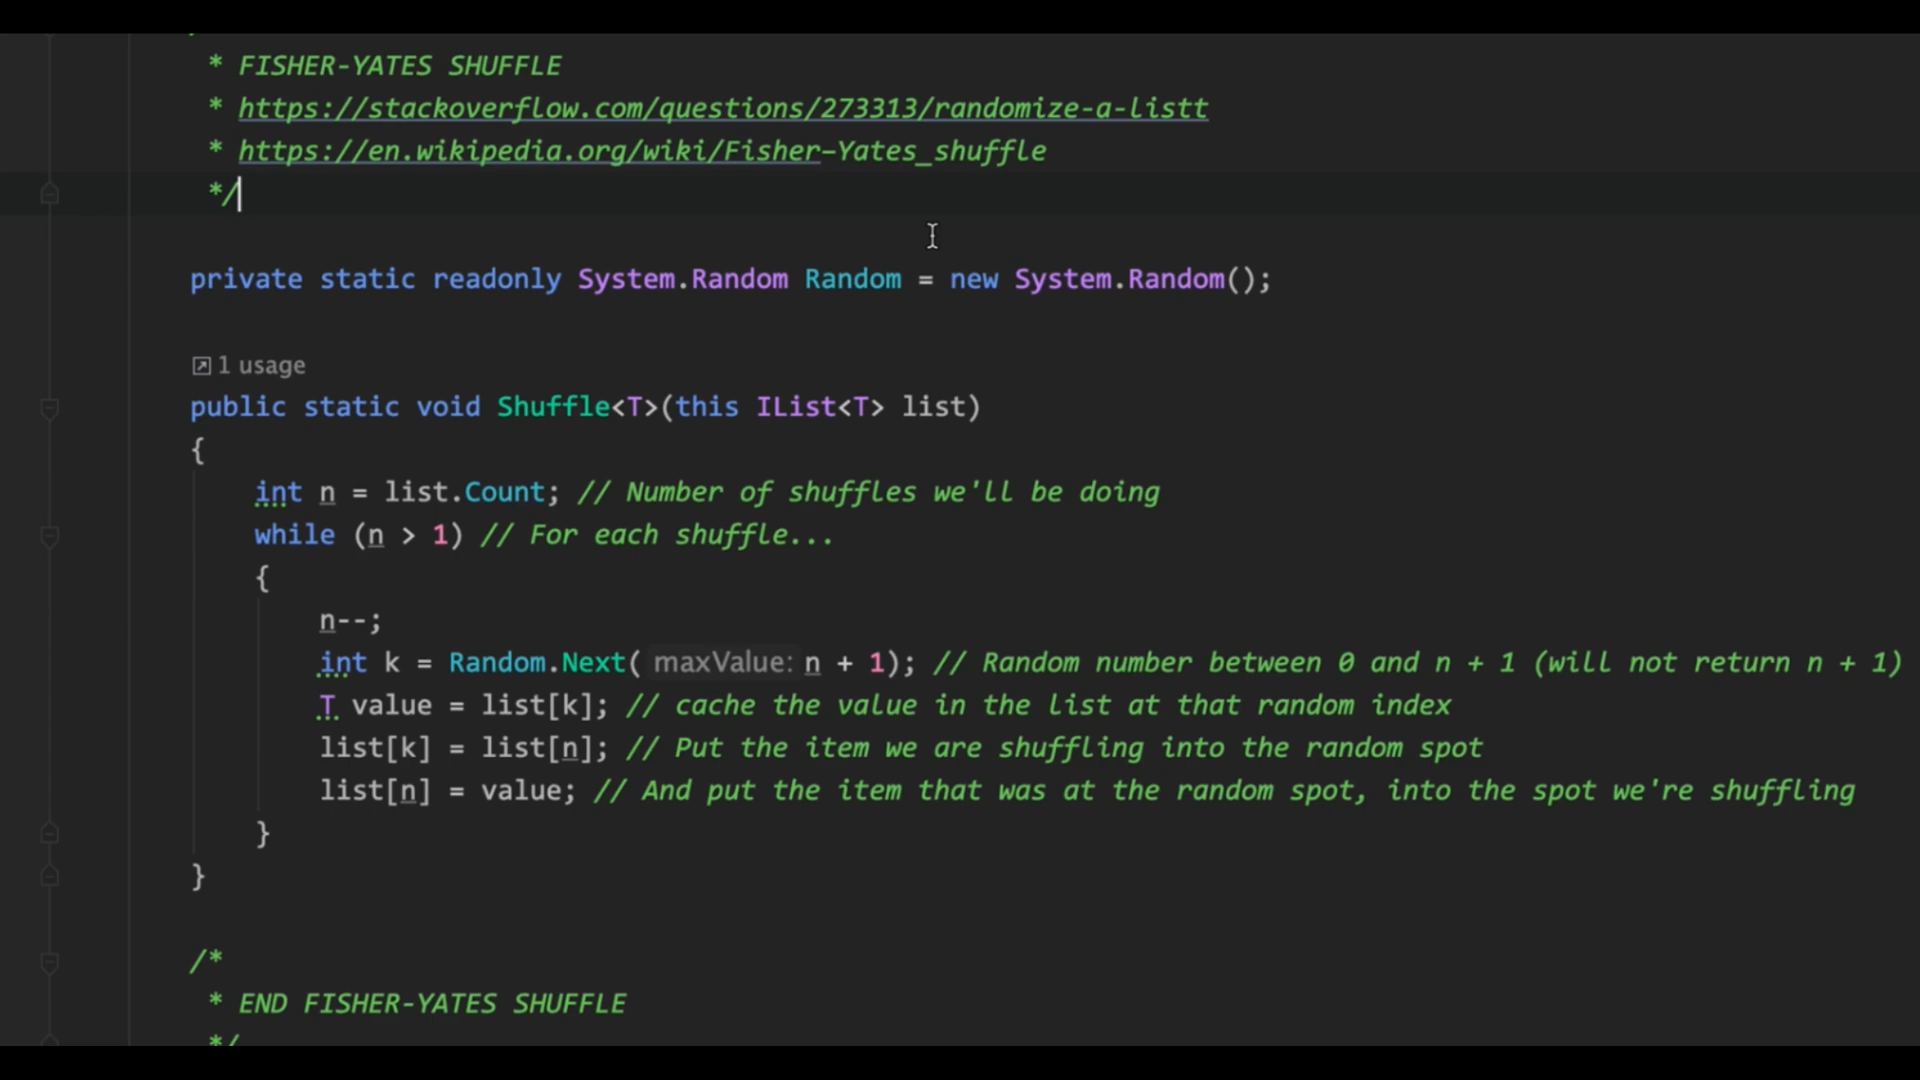 * FISHER-YATES SHUFFLE
* https://stackoverflow.com/questions/273313/randomize-a-listt
* https://en.wikipedia.org/wiki/Fisher–Yates_shuffle
*/
private static readonly System.Random Random = new System.Random();
1 usage
public static void Shuffle<T>(this IList<T> list)
{
int n = list.Count; // Number of shuffles we'll be doing
while (n > 1) // For each shuffle...
{
n--;
int k = Random.Next( maxValue: n + 1); // Random number between 0 and n + 1 (will not return n + 1)
T value = list[k]; // cache the value in the list at that random index
list[k] = list[n]; // Put the item we are shuffling into the random spot
list[n] = value; // And put the item that was at the random spot, into the spot we're shuffling
}
}
/*
* END FISHER-YATES SHUFFLE
*/